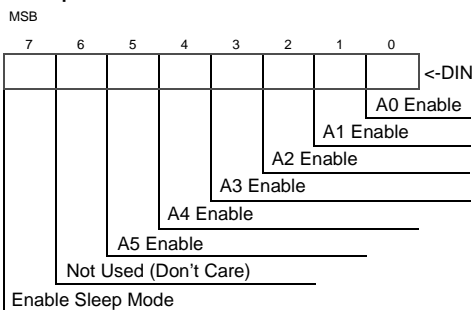 MSB
7 6 5 4 3 2 1 0
<-DIN
A0 Enable
A1 Enable
A2 Enable
A3 Enable
A4 Enable
A5 Enable
Not Used (Don't Care)
Enable Sleep Mode